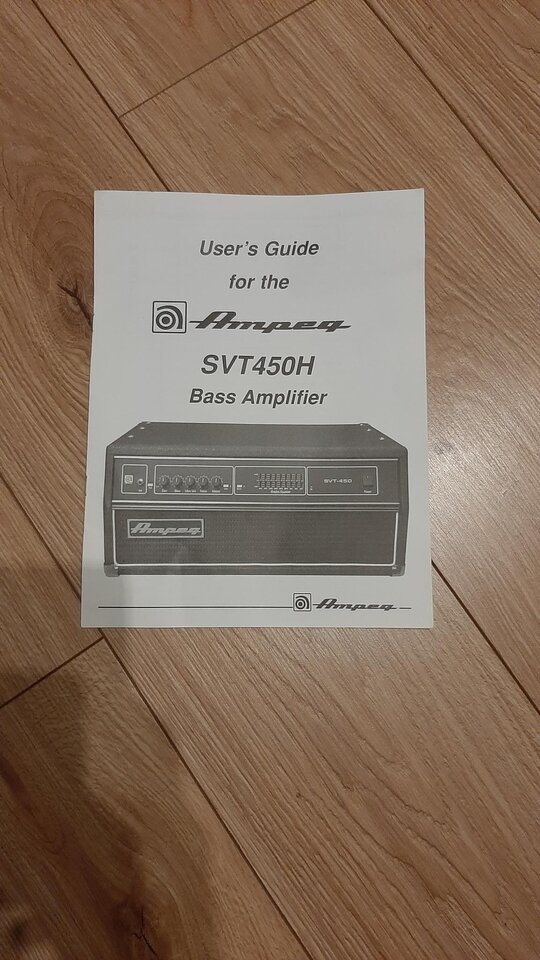 User's Guide
for the
Ampeg
SVT450H
Bass Amplifier
SVT-450
Ampeg
Ampeg